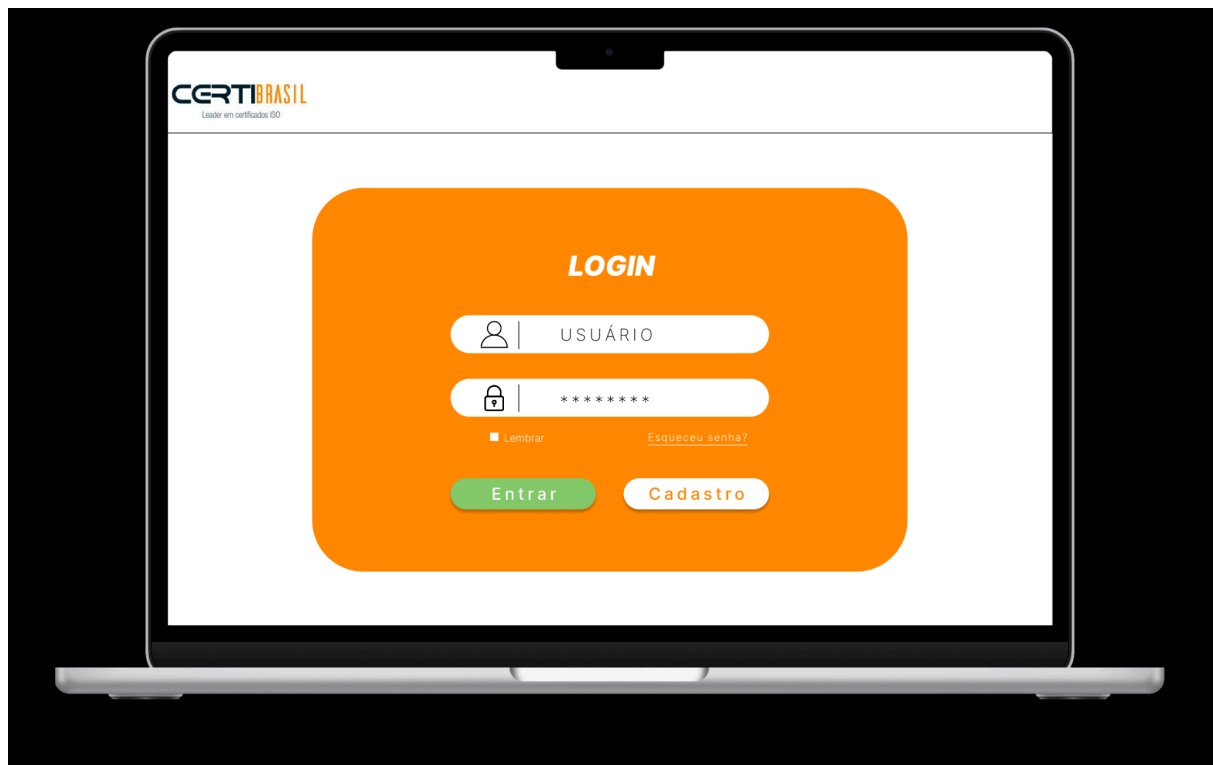 CERTIBRASIL
Leader em certificados ISO
LOGIN
USUÁRIO
********
Lembrar Esqueceu senha?
Entrar Cadastro